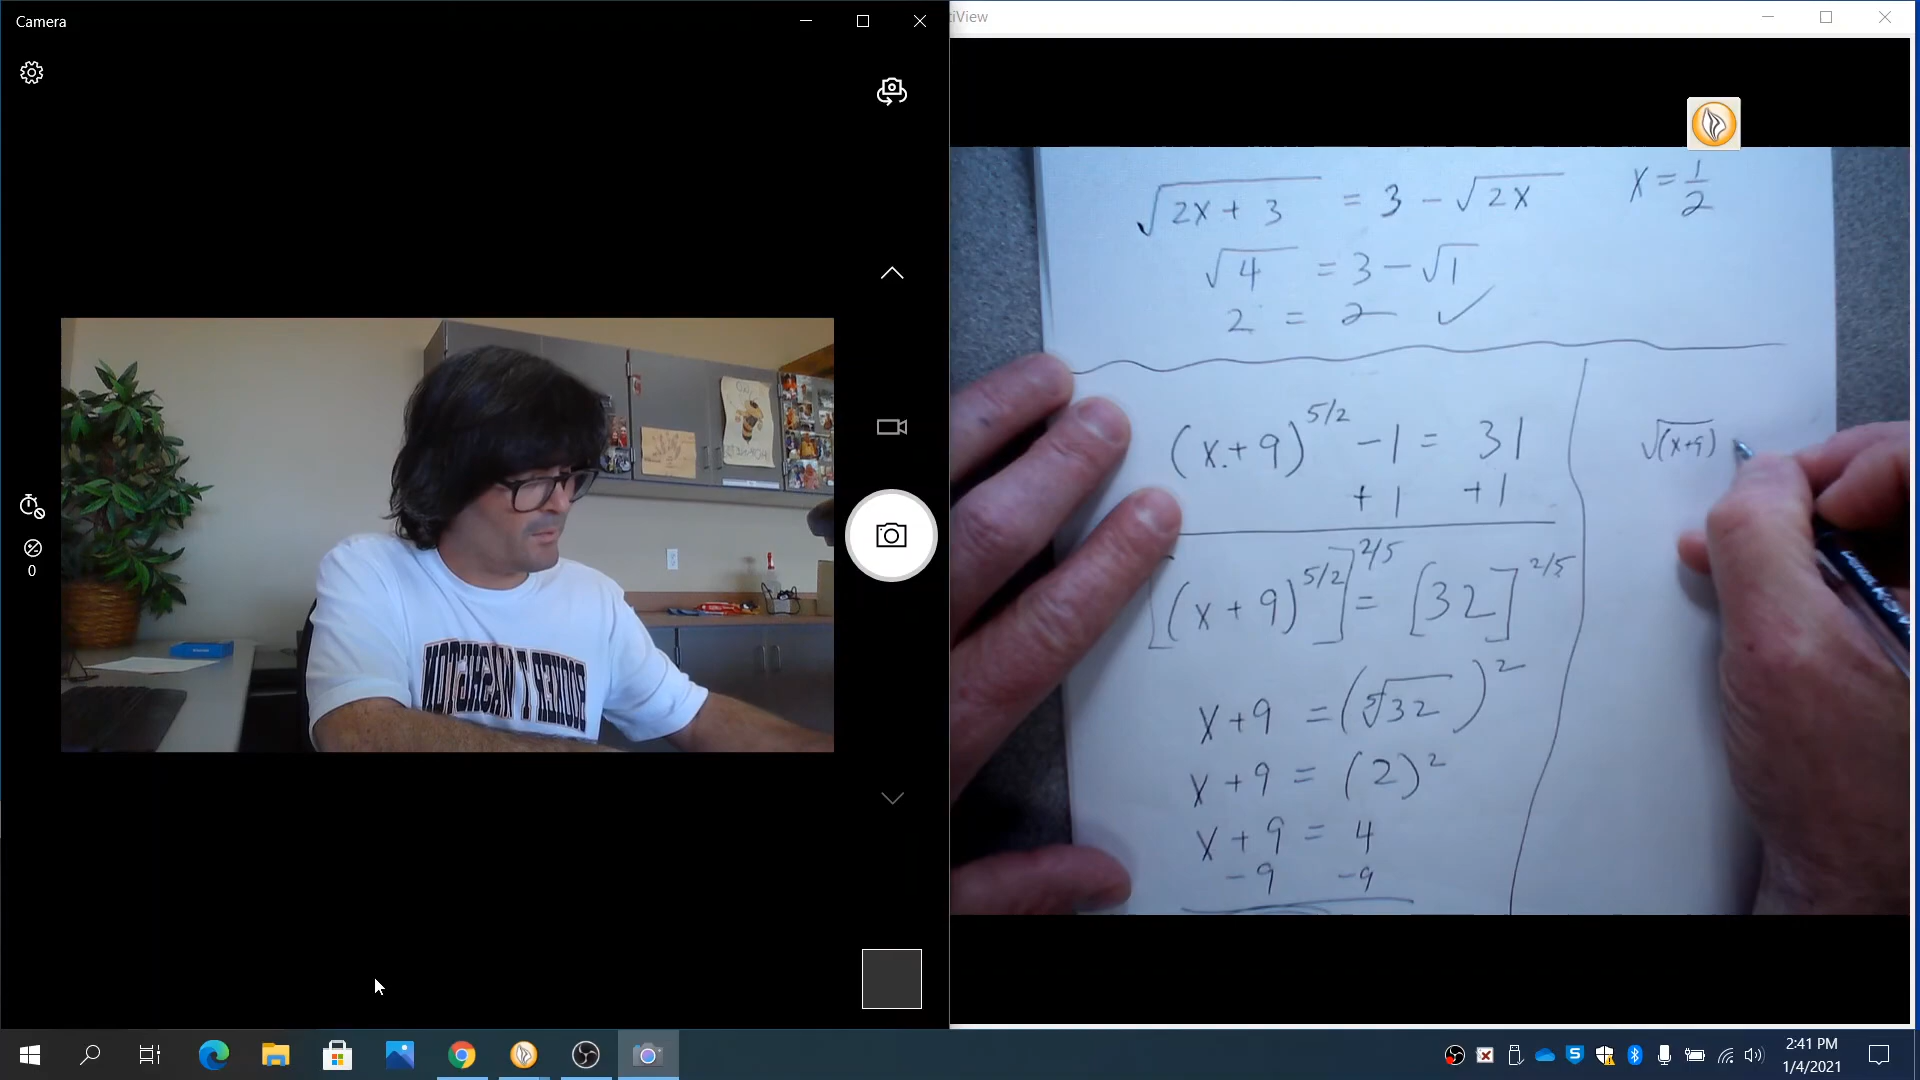 Camera
iView
0
√(2x + 3) = 3 - √(2x)
x = 1/2
√4 = 3 - √1
2 = 2 ✓
(x + 9)^(5/2) - 1 = 31
+ 1 + 1
[(x + 9)^(5/2)]^(2/5) = [32]^(2/5)
x + 9 = (⁵√32)²
x + 9 = (2)²
x + 9 = 4
- 9 - 9
√(x+9)
2:41 PM
1/4/2021